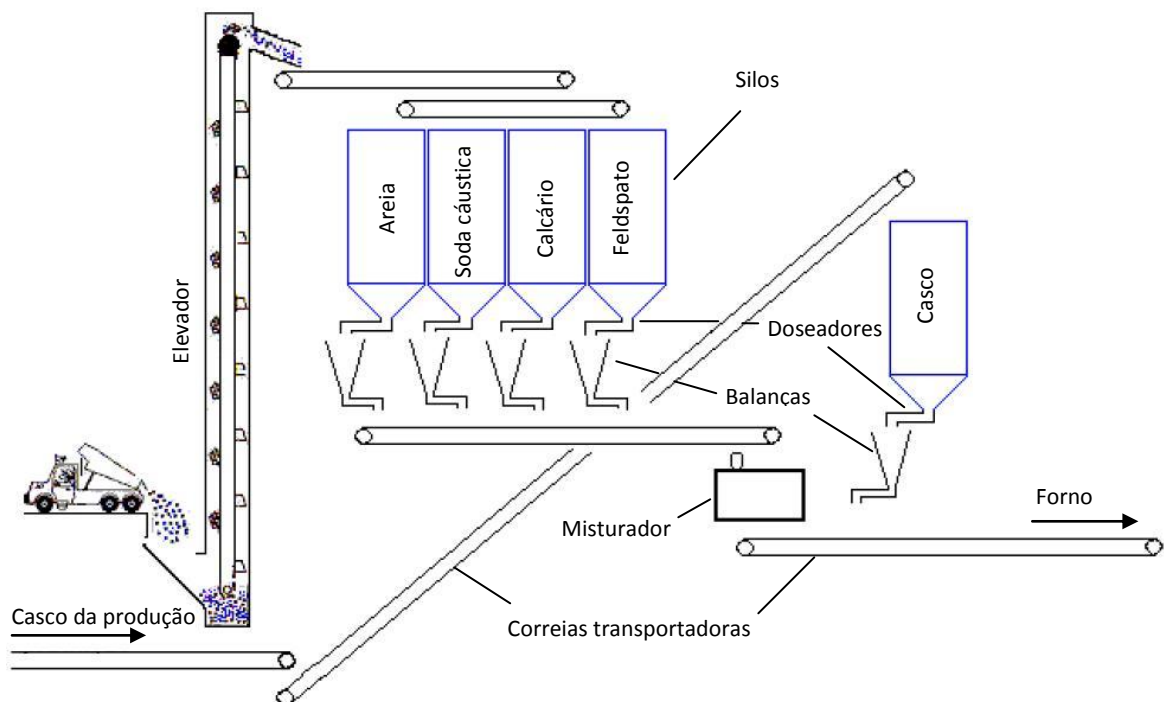 Silos
Areia
Soda cáustica
Calcário
Feldspato
Elevador
Casco
Doseadores
Balanças
Forno
Misturador
Casco da produção
Correias transportadoras